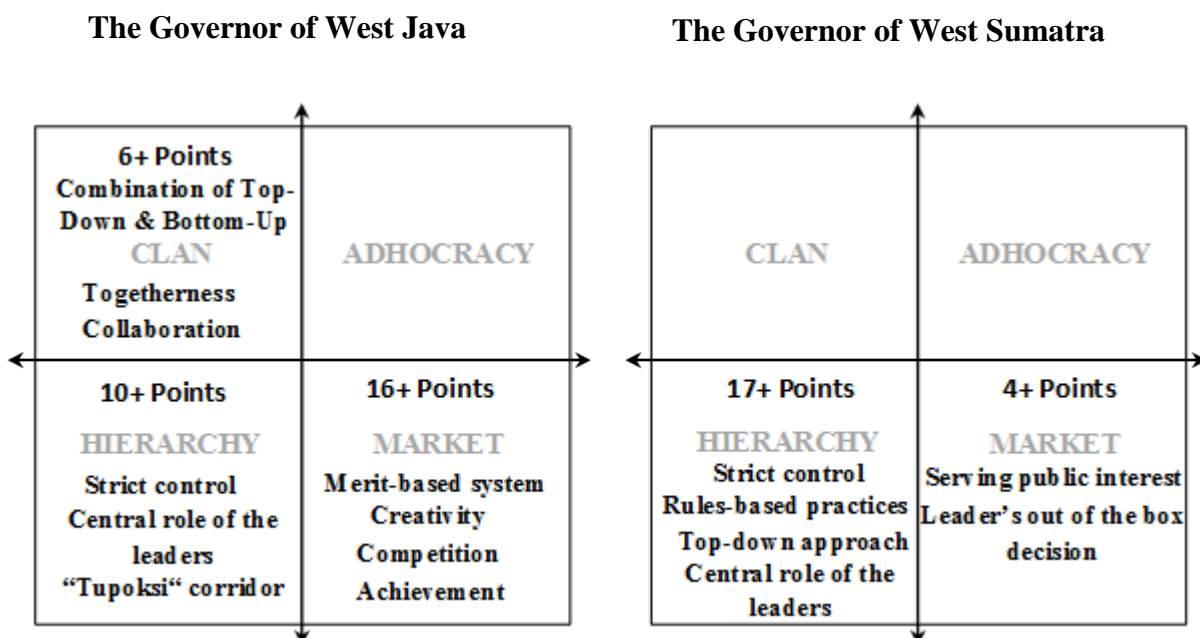 The Governor of West Java
6+ Points
Combination of Top-
Down & Bottom-Up
CLAN
Togetherness
Collaboration
ADHOCRACY
10+ Points
HIERARCHY
Strict control
Central role of the
leaders
“Tupoksi“ corridor
16+ Points
MARKET
Merit-based system
Creativity
Competition
Achievement
The Governor of West Sumatra
CLAN
ADHOCRACY
17+ Points
HIERARCHY
Strict control
Rules-based practices
Top-down approach
Central role of the
leaders
4+ Points
MARKET
Serving public interest
Leader’s out of the box
decision